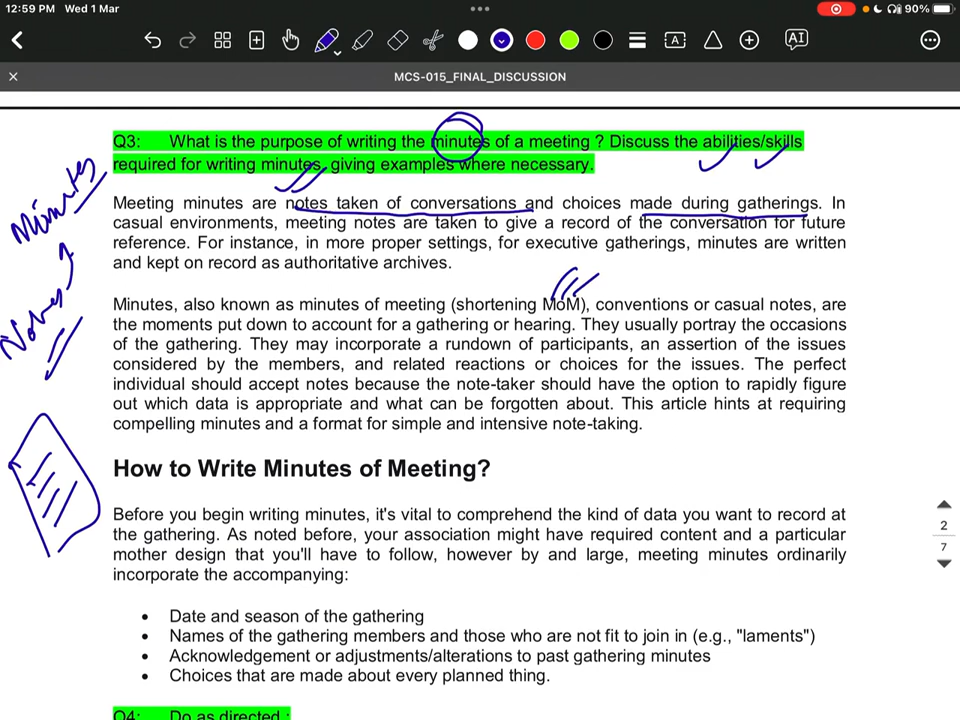 12:59 PM Wed 1 Mar
90%
A
AI
MCS-015_FINAL_DISCUSSION
Q3: What is the purpose of writing the minutes of a meeting ? Discuss the abilities/skills
required for writing minutes, giving examples where necessary.
Minutes
Notes
Meeting minutes are notes taken of conversations and choices made during gatherings. In
casual environments, meeting notes are taken to give a record of the conversation for future
reference. For instance, in more proper settings, for executive gatherings, minutes are written
and kept on record as authoritative archives.
Minutes, also known as minutes of meeting (shortening MoM), conventions or casual notes, are
the moments put down to account for a gathering or hearing. They usually portray the occasions
of the gathering. They may incorporate a rundown of participants, an assertion of the issues
considered by the members, and related reactions or choices for the issues. The perfect
individual should accept notes because the note-taker should have the option to rapidly figure
out which data is appropriate and what can be forgotten about. This article hints at requiring
compelling minutes and a format for simple and intensive note-taking.
How to Write Minutes of Meeting?
Before you begin writing minutes, it's vital to comprehend the kind of data you want to record at
the gathering. As noted before, your association might have required content and a particular
mother design that you'll have to follow, however by and large, meeting minutes ordinarily
incorporate the accompanying:
• Date and season of the gathering
• Names of the gathering members and those who are not fit to join in (e.g., "laments")
• Acknowledgement or adjustments/alterations to past gathering minutes
• Choices that are made about every planned thing.
2
7
Q4: Do as directed :